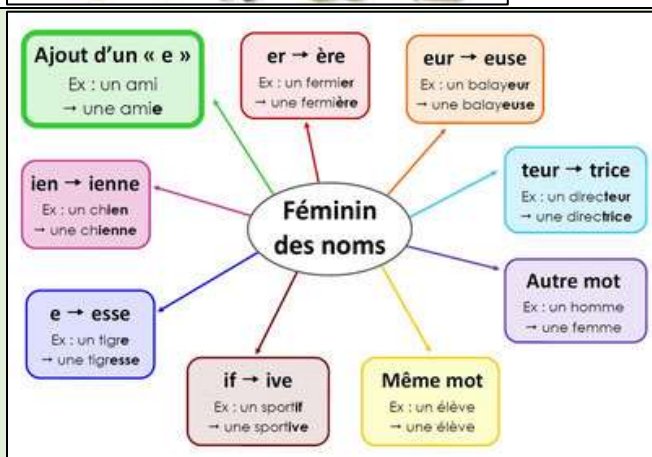 Ajout d'un « e »
Ex : un ami
→ une amie
er → ère
Ex : un fermier
→ une fermière
eur → euse
Ex : un balayeur
→ une balayeuse
ien → ienne
Ex : un chien
→ une chienne
Féminin
des noms
teur → trice
Ex : un directeur
→ une directrice
e → esse
Ex : un tigre
→ une tigresse
Autre mot
Ex : un homme
→ une femme
if → ive
Ex : un sportif
→ une sportive
Même mot
Ex : un élève
→ une élève